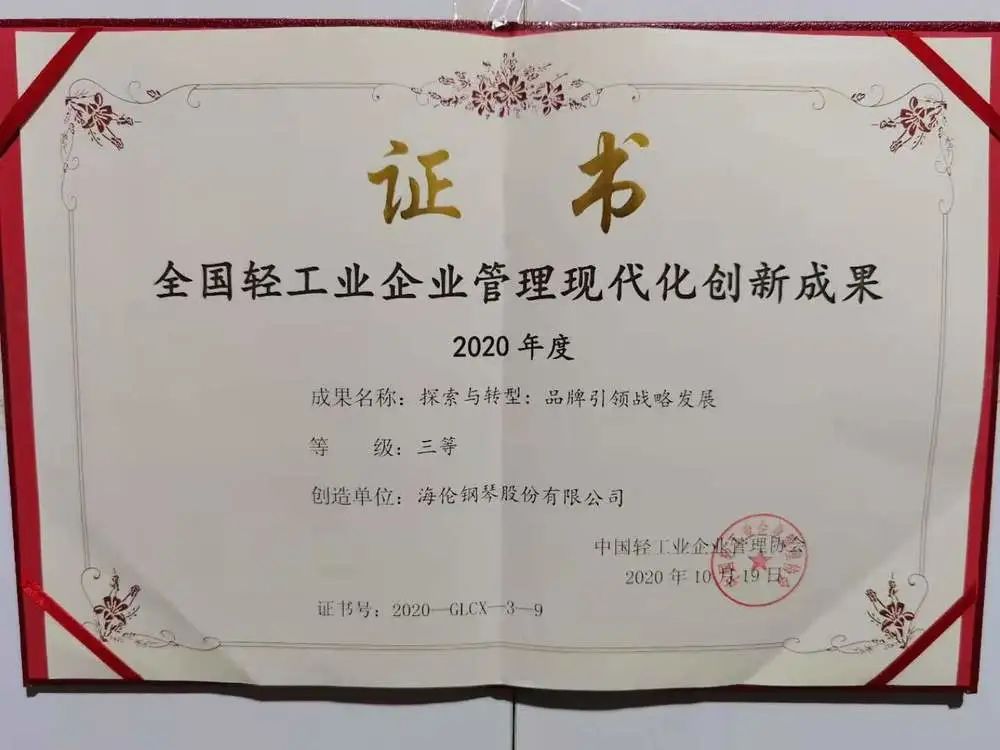 证书
全国轻工业企业管理现代化创新成果
2020 年度
成果名称：探索与转型：品牌引领战略发展
等　　级：三等
创造单位：海伦钢琴股份有限公司
中国轻工业企业管理协会
2020 年 10 月 19 日
证书号：2020—GLCX—3—9